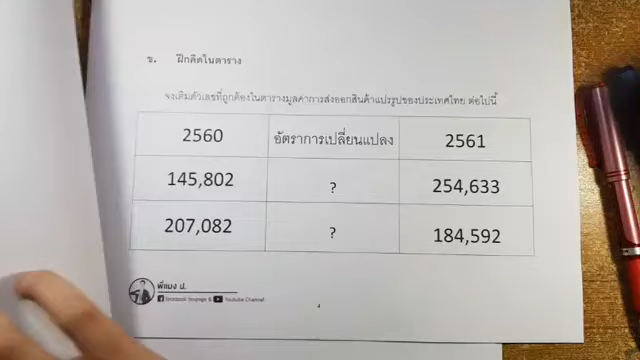 ข. ฝึกคิดในตาราง
จงเติมตัวเลขที่ถูกต้องในตารางมูลค่าการส่งออกสินค้าแปรรูปของประเทศไทย ต่อไปนี้
2560 อัตราการเปลี่ยนแปลง 2561
145,802 ? 254,633
207,082 ? 184,592
พี่แมง ป.
facebook fanpage & Youtube Channel
4